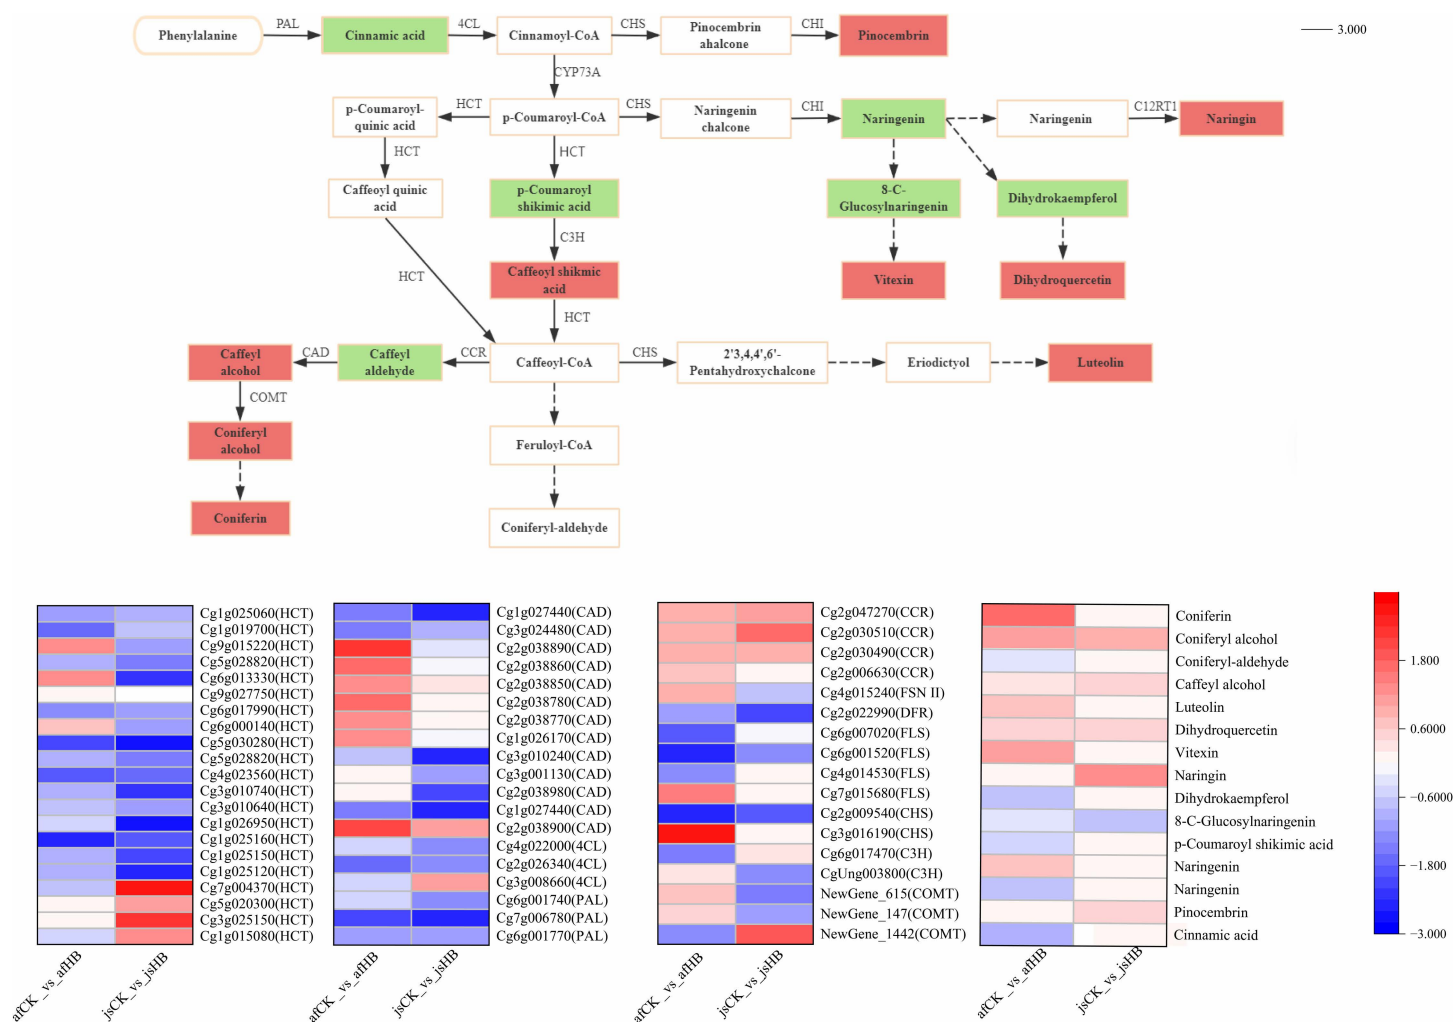 PAL
4CL
CHS
CHI
3.000
Phenylalanine
Cinnamic acid
Cinnamoyl-CoA
Pinocembrin
ahalcone
Pinocembrin
CYP73A
p-Coumaroyl-
quinic acid
HCT
p-Coumaroyl-CoA
CHS
Naringenin
chalcone
CHI
Naringenin
Naringenin
C12RT1
Naringin
HCT
HCT
Caffeoyl quinic
acid
p-Coumaroyl
shikimic acid
8-C-
Glucosylnaringenin
Dihydrokaempferol
C3H
HCT
Caffeoyl shikmic
acid
Vitexin
Dihydroquercetin
HCT
Caffeyl
alcohol
CAD
Caffeyl
aldehyde
CCR
Caffeoyl-CoA
CHS
2'3,4,4',6'-
Pentahydroxychalcone
Eriodictyol
Luteolin
COMT
Coniferyl
alcohol
Feruloyl-CoA
Coniferin
Coniferyl-aldehyde
Cg1g025060(HCT)
Cg1g019700(HCT)
Cg9g015220(HCT)
Cg5g028820(HCT)
Cg6g01330(HCT)
Cg9g027750(HCT)
Cg6g017990(HCT)
Cg6g000140(HCT)
Cg5g030280(HCT)
Cg5g028820(HCT)
Cg4g023560(HCT)
Cg3g010740(HCT)
Cg3g010640(HCT)
Cg1g026950(HCT)
Cg1g025160(HCT)
Cg1g025150(HCT)
Cg1g025120(HCT)
Cg7g004370(HCT)
Cg5g020300(HCT)
Cg3g025150(HCT)
Cg1g015080(HCT)
afCK_vs_afHB
jsCK_vs_jsHB
Cg1g027440(CAD)
Cg3g024480(CAD)
Cg2g038890(CAD)
Cg2g038860(CAD)
Cg2g038850(CAD)
Cg2g038780(CAD)
Cg2g038770(CAD)
Cg1g026170(CAD)
Cg3g010240(CAD)
Cg3g001130(CAD)
Cg2g038980(CAD)
Cg1g027440(CAD)
Cg2g038900(CAD)
Cg4g022000(4CL)
Cg2g026340(4CL)
Cg3g008660(4CL)
Cg6g001740(PAL)
Cg7g006780(PAL)
Cg6g001770(PAL)
afCK_vs_afHB
jsCK_vs_jsHB
Cg2g047270(CCR)
Cg2g030510(CCR)
Cg2g030490(CCR)
Cg2g006630(CCR)
Cg4g015240(FSN II)
Cg2g022990(DFR)
Cg6g007020(FLS)
Cg6g001520(FLS)
Cg4g014530(FLS)
Cg7g015680(FLS)
Cg2g009540(CHS)
Cg3g016190(CHS)
Cg6g017470(C3H)
CgUng003800(C3H)
NewGene_615(COMT)
NewGene_147(COMT)
NewGene_1442(COMT)
afCK_vs_afHB
jsCK_vs_jsHB
Coniferin
Coniferyl alcohol
Coniferyl-aldehyde
Caffeyl alcohol
Luteolin
Dihydroquercetin
Vitexin
Naringin
Dihydrokaempferol
8-C-Glucosylnaringenin
p-Coumaroyl shikimic acid
Naringenin
Naringenin
Pinocembrin
Cinnamic acid
afCK_vs_afHB
jsCK_vs_jsHB
1.800
0.6000
−0.6000
−1.800
−3.000